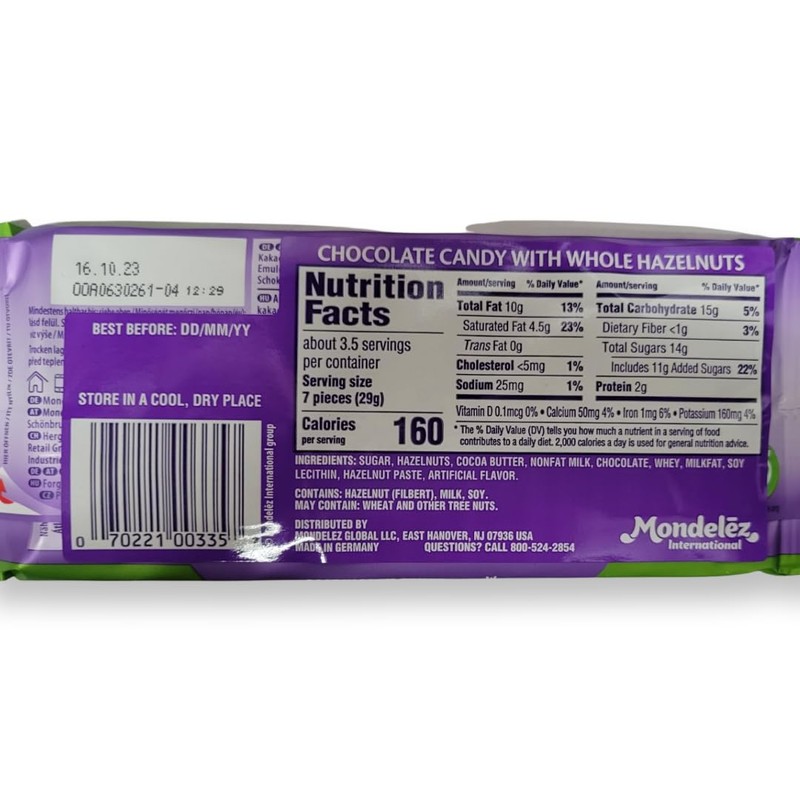 16.10.23
OOA0630261-04 12:29
BEST BEFORE: DD/MM/YY
STORE IN A COOL, DRY PLACE
0 70221 00335
CHOCOLATE CANDY WITH WHOLE HAZELNUTS
Nutrition
Facts
about 3.5 servings
per container
Serving size
7 pieces (29g)
Calories
per serving
160
Amount/serving % Daily Value*
Total Fat 10g 13%
Saturated Fat 4.5g 23%
Trans Fat 0g
Cholesterol <5mg 1%
Sodium 25mg 1%
Amount/serving % Daily Value*
Total Carbohydrate 15g 5%
Dietary Fiber <1g 3%
Total Sugars 14g
Includes 11g Added Sugars 22%
Protein 2g
Vitamin D 0.1mcg 0% • Calcium 50mg 4% • Iron 1mg 6% • Potassium 160mg 4%
* The % Daily Value (DV) tells you how much a nutrient in a serving of food
contributes to a daily diet. 2,000 calories a day is used for general nutrition advice.
INGREDIENTS: SUGAR, HAZELNUTS, COCOA BUTTER, NONFAT MILK, CHOCOLATE, WHEY, MILKFAT, SOY
LECITHIN, HAZELNUT PASTE, ARTIFICIAL FLAVOR.
CONTAINS: HAZELNUT (FILBERT), MILK, SOY.
MAY CONTAIN: WHEAT AND OTHER TREE NUTS.
DISTRIBUTED BY
MONDELEZ GLOBAL LLC, EAST HANOVER, NJ 07936 USA
MADE IN GERMANY QUESTIONS? CALL 800-524-2854
Mondelēz,
International
International group